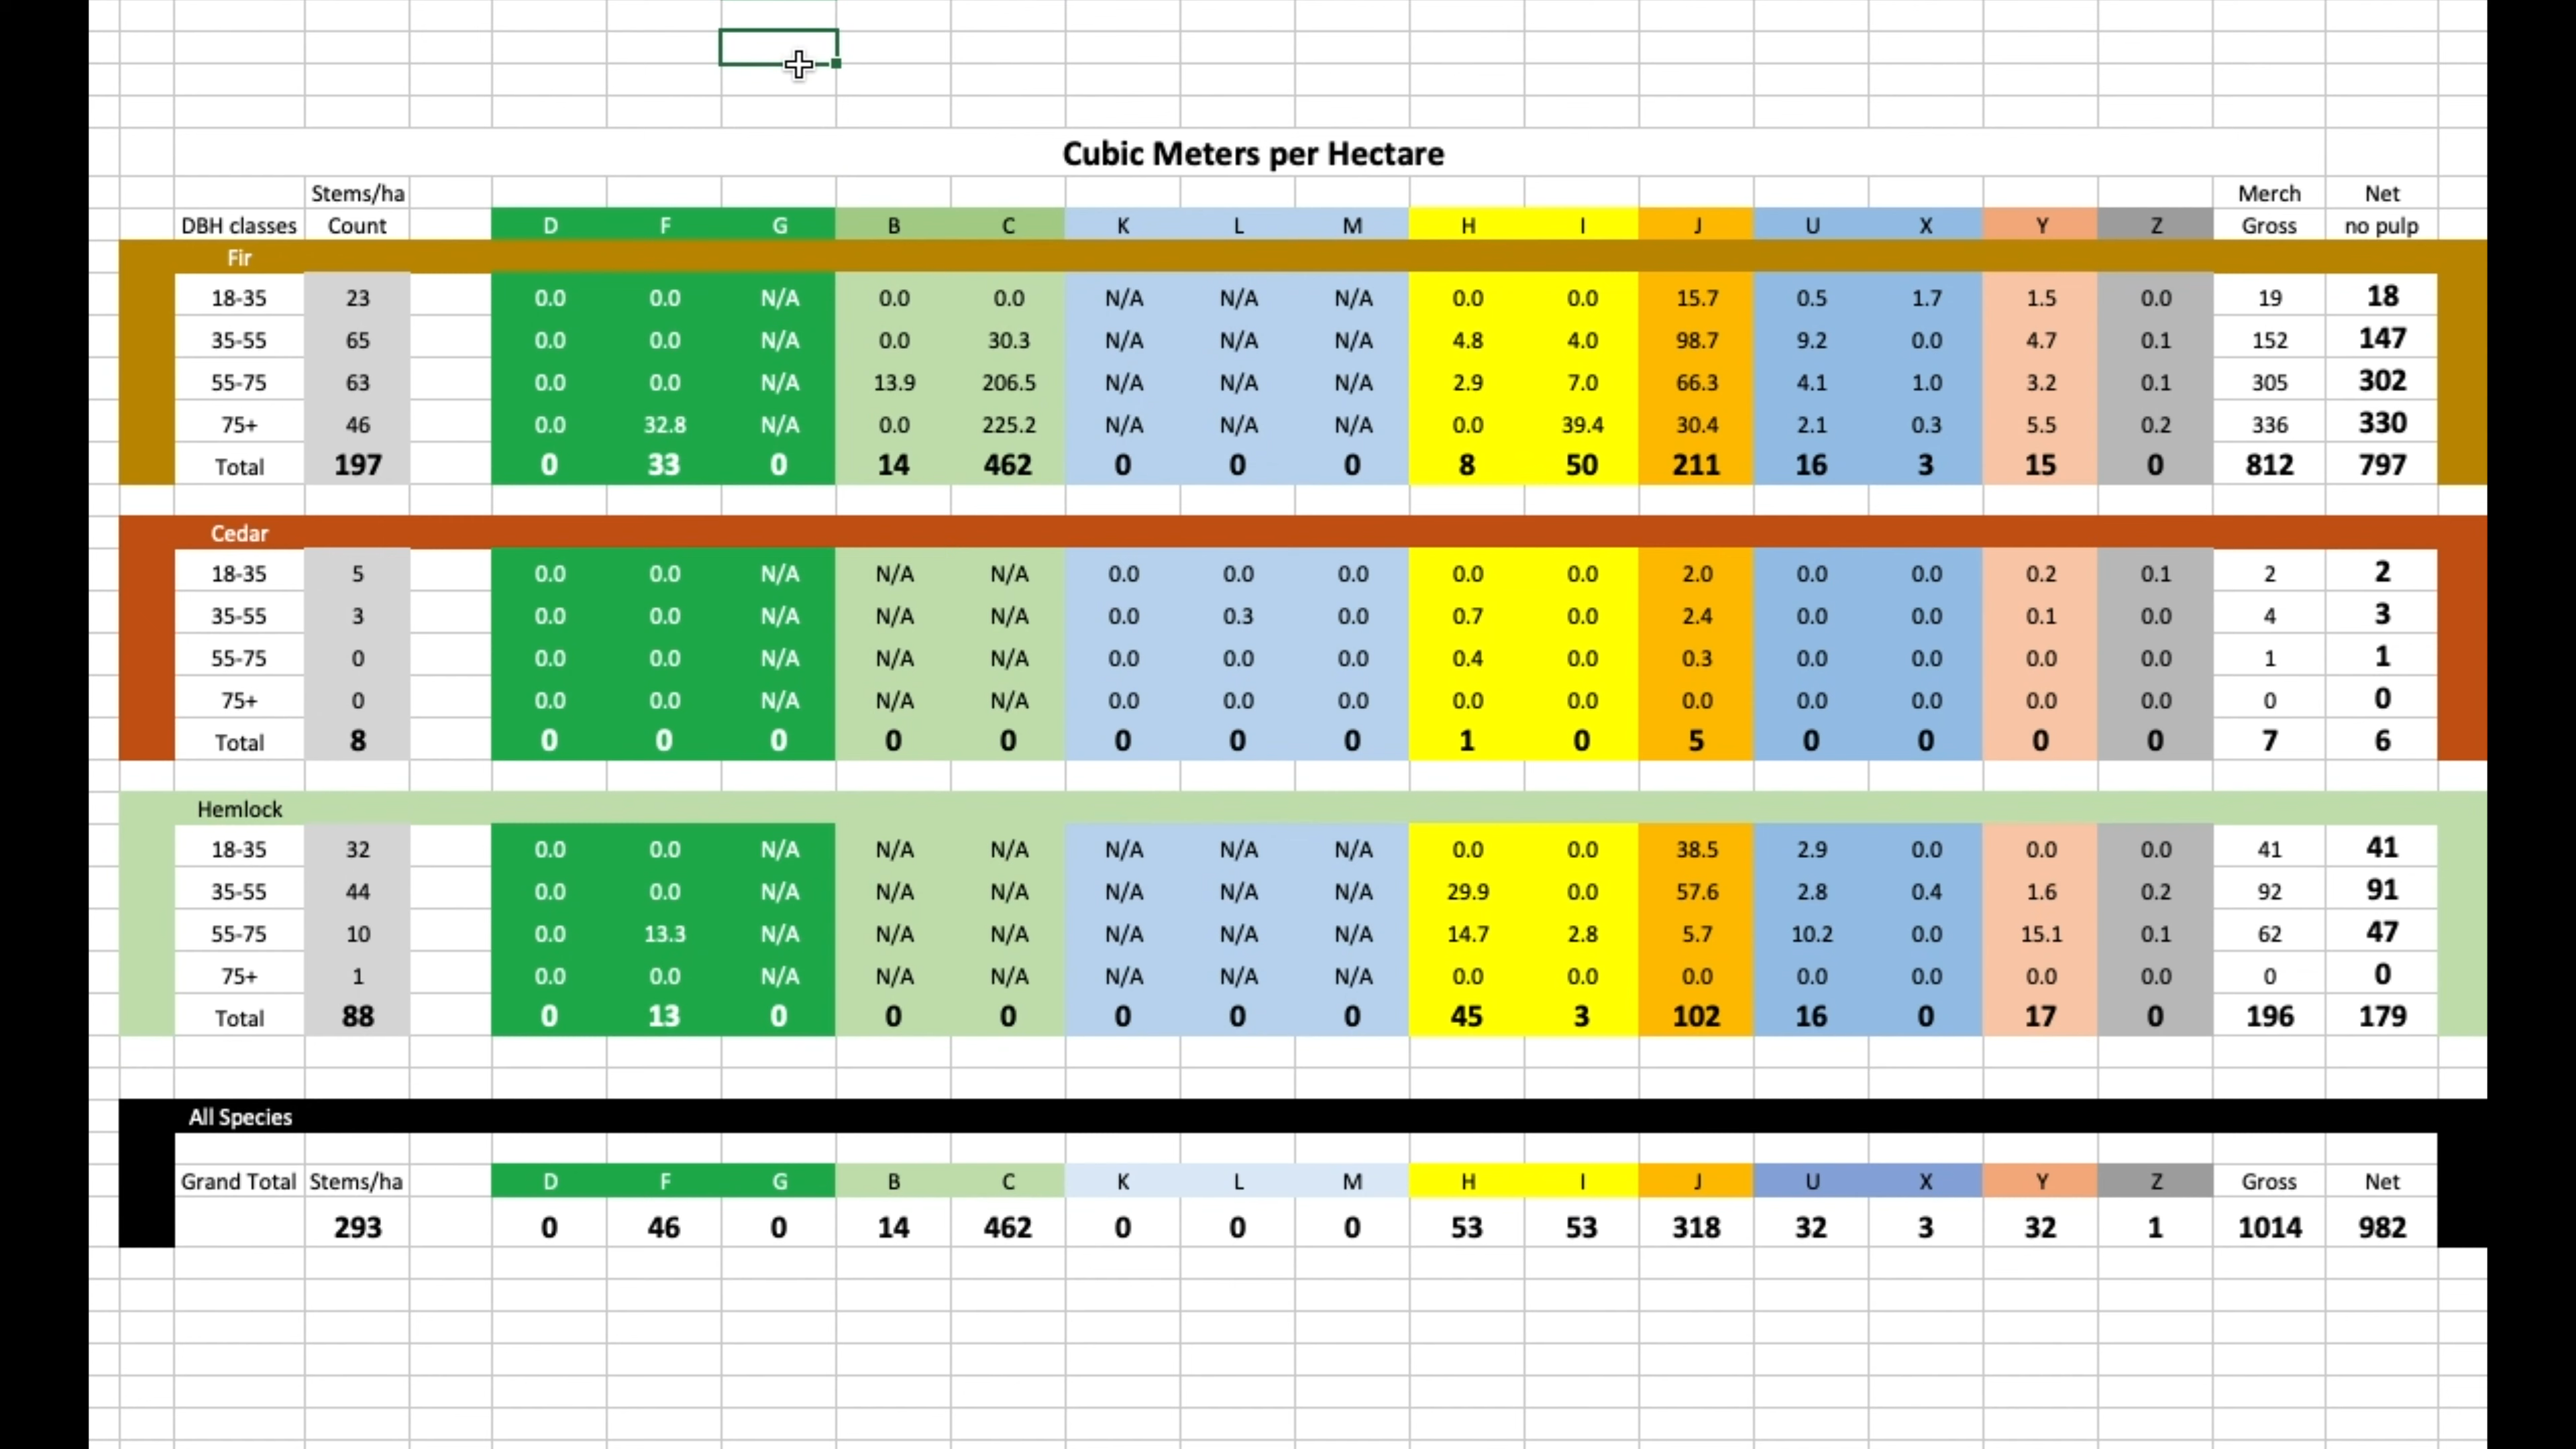 Cubic Meters per Hectare
Stems/ha Merch Net
DBH classes Count D F G B C K L M H I J U X Y Z Gross no pulp
Fir
18-35 23 0.0 0.0 N/A 0.0 0.0 N/A N/A N/A 0.0 0.0 15.7 0.5 1.7 1.5 0.0 19 18
35-55 65 0.0 0.0 N/A 0.0 30.3 N/A N/A N/A 4.8 4.0 98.7 9.2 0.0 4.7 0.1 152 147
55-75 63 0.0 0.0 N/A 13.9 206.5 N/A N/A N/A 2.9 7.0 66.3 4.1 1.0 3.2 0.1 305 302
75+ 46 0.0 32.8 N/A 0.0 225.2 N/A N/A N/A 0.0 39.4 30.4 2.1 0.3 5.5 0.2 336 330
Total 197 0 33 0 14 462 0 0 0 8 50 211 16 3 15 0 812 797
Cedar
18-35 5 0.0 0.0 N/A N/A N/A 0.0 0.0 0.0 0.0 0.0 2.0 0.0 0.0 0.2 0.1 2 2
35-55 3 0.0 0.0 N/A N/A N/A 0.0 0.3 0.0 0.7 0.0 2.4 0.0 0.0 0.1 0.0 4 3
55-75 0 0.0 0.0 N/A N/A N/A 0.0 0.0 0.0 0.4 0.0 0.3 0.0 0.0 0.0 0.0 1 1
75+ 0 0.0 0.0 N/A N/A N/A 0.0 0.0 0.0 0.0 0.0 0.0 0.0 0.0 0.0 0.0 0 0
Total 8 0 0 0 0 0 0 0 0 1 0 5 0 0 0 0 7 6
Hemlock
18-35 32 0.0 0.0 N/A N/A N/A N/A N/A N/A 0.0 0.0 38.5 2.9 0.0 0.0 0.0 41 41
35-55 44 0.0 0.0 N/A N/A N/A N/A N/A N/A 29.9 0.0 57.6 2.8 0.4 1.6 0.2 92 91
55-75 10 0.0 13.3 N/A N/A N/A N/A N/A N/A 14.7 2.8 5.7 10.2 0.0 15.1 0.1 62 47
75+ 1 0.0 0.0 N/A N/A N/A N/A N/A N/A 0.0 0.0 0.0 0.0 0.0 0.0 0.0 0 0
Total 88 0 13 0 0 0 0 0 0 45 3 102 16 0 17 0 196 179
All Species
Grand Total Stems/ha D F G B C K L M H I J U X Y Z Gross Net
293 0 46 0 14 462 0 0 0 53 53 318 32 3 32 1 1014 982